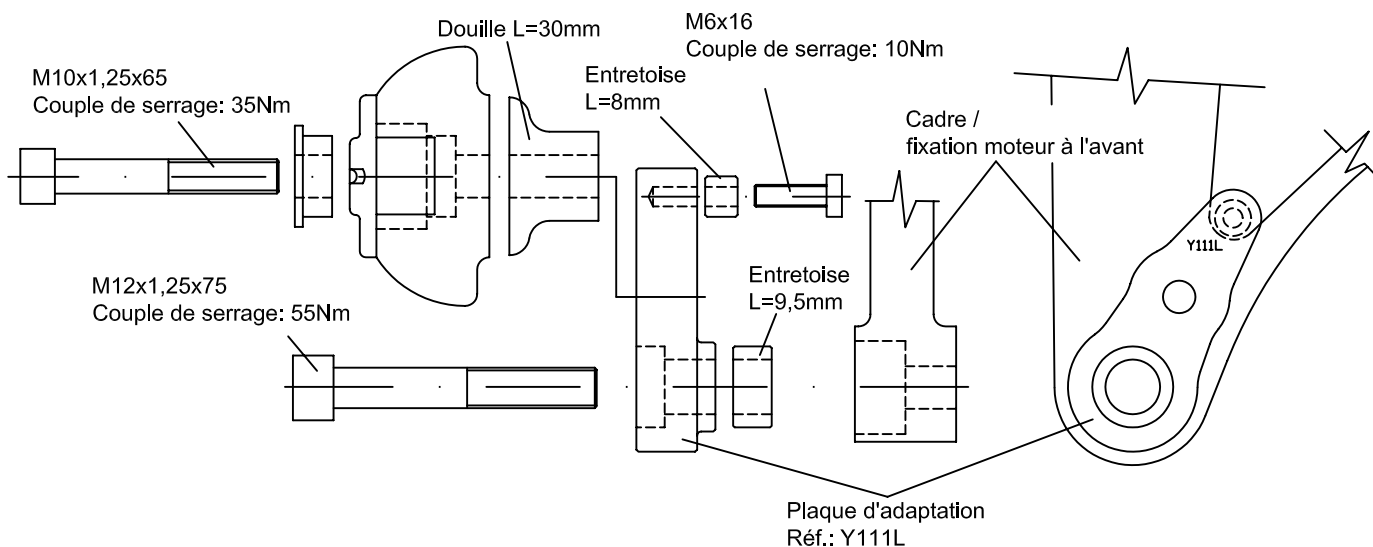 Douille L=30mm
M6x16
Couple de serrage: 10Nm
M10x1,25x65
Couple de serrage: 35Nm
Entretoise
L=8mm
Cadre /
fixation moteur à l'avant
Y111L
M12x1,25x75
Couple de serrage: 55Nm
Entretoise
L=9,5mm
Plaque d'adaptation
Réf.: Y111L